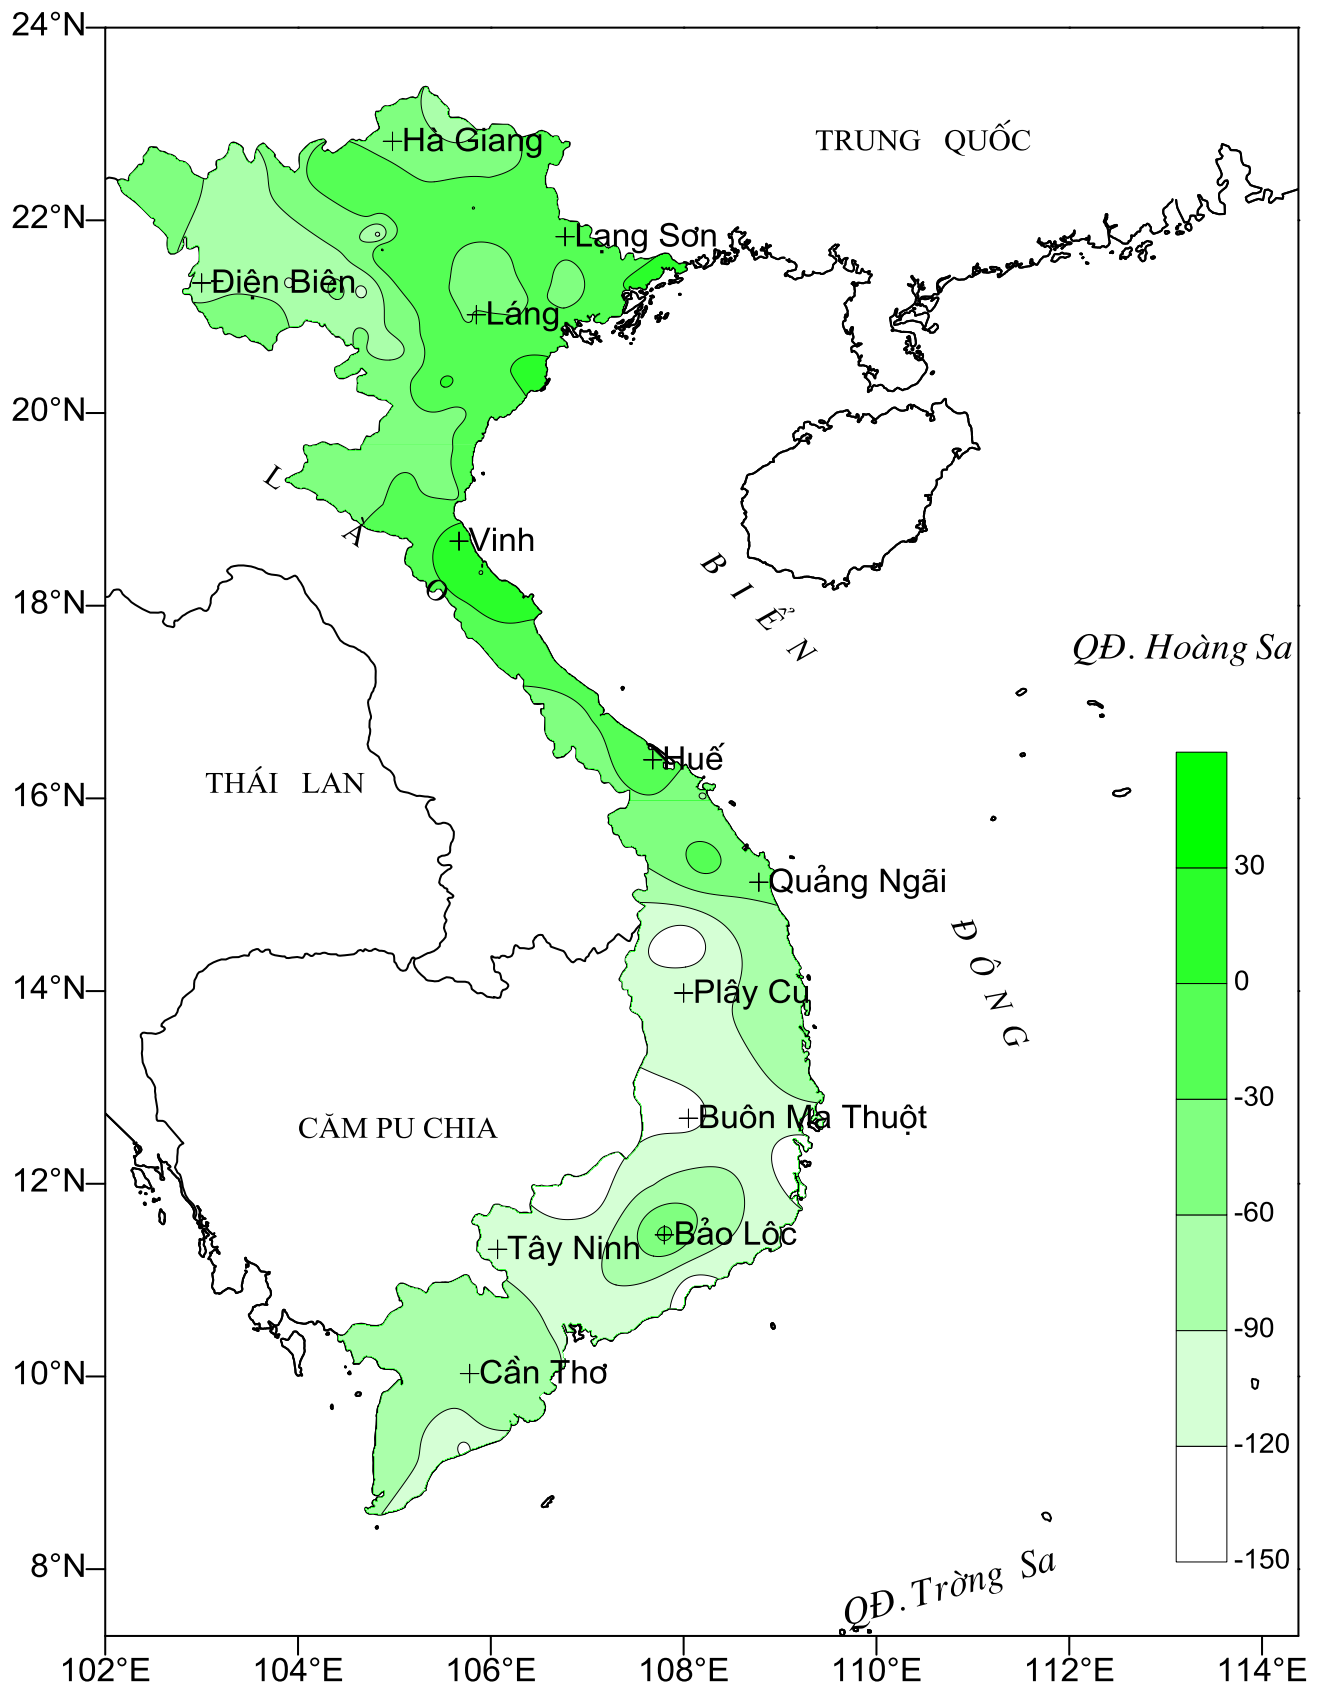 24°N
22°N
20°N
18°N
16°N
14°N
12°N
10°N
8°N
102°E
104°E
106°E
108°E
110°E
112°E
114°E
TRUNG QUỐC
Hà Giang
Lạng Sơn
Điện Biên
Láng
L
À
O
Vinh
BIỂN
QĐ. Hoàng Sa
THÁI LAN
Huế
Quảng Ngãi
ĐÔNG
Plây Cu
CĂM PU CHIA
Buôn Ma Thuột
Bảo Lộc
Tây Ninh
Cần Thơ
QĐ. Trờng Sa
30
0
-30
-60
-90
-120
-150